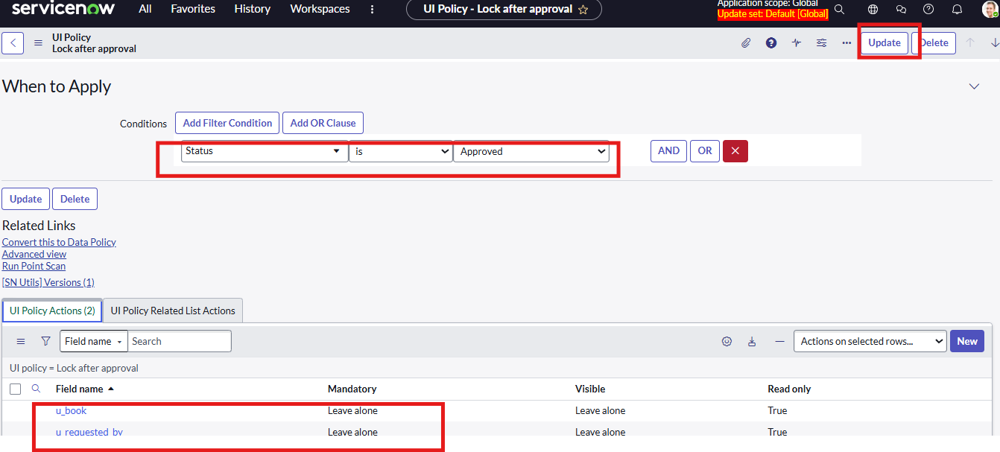 servicenow All Favorites History Workspaces UI Policy - Lock after approval Application scope: Global
Update set: Default [Global]
UI Policy
Lock after approval
Update Delete
When to Apply
Conditions Add Filter Condition Add OR Clause
Status is Approved AND OR
Update Delete
Related Links
Convert this to Data Policy
Advanced view
Run Point Scan
[SN Utils] Versions (1)
UI Policy Actions (2) UI Policy Related List Actions
Field name Search Actions on selected rows... New
UI policy = Lock after approval
Field name Mandatory Visible Read only
u_book Leave alone Leave alone True
u_requested_by Leave alone Leave alone True